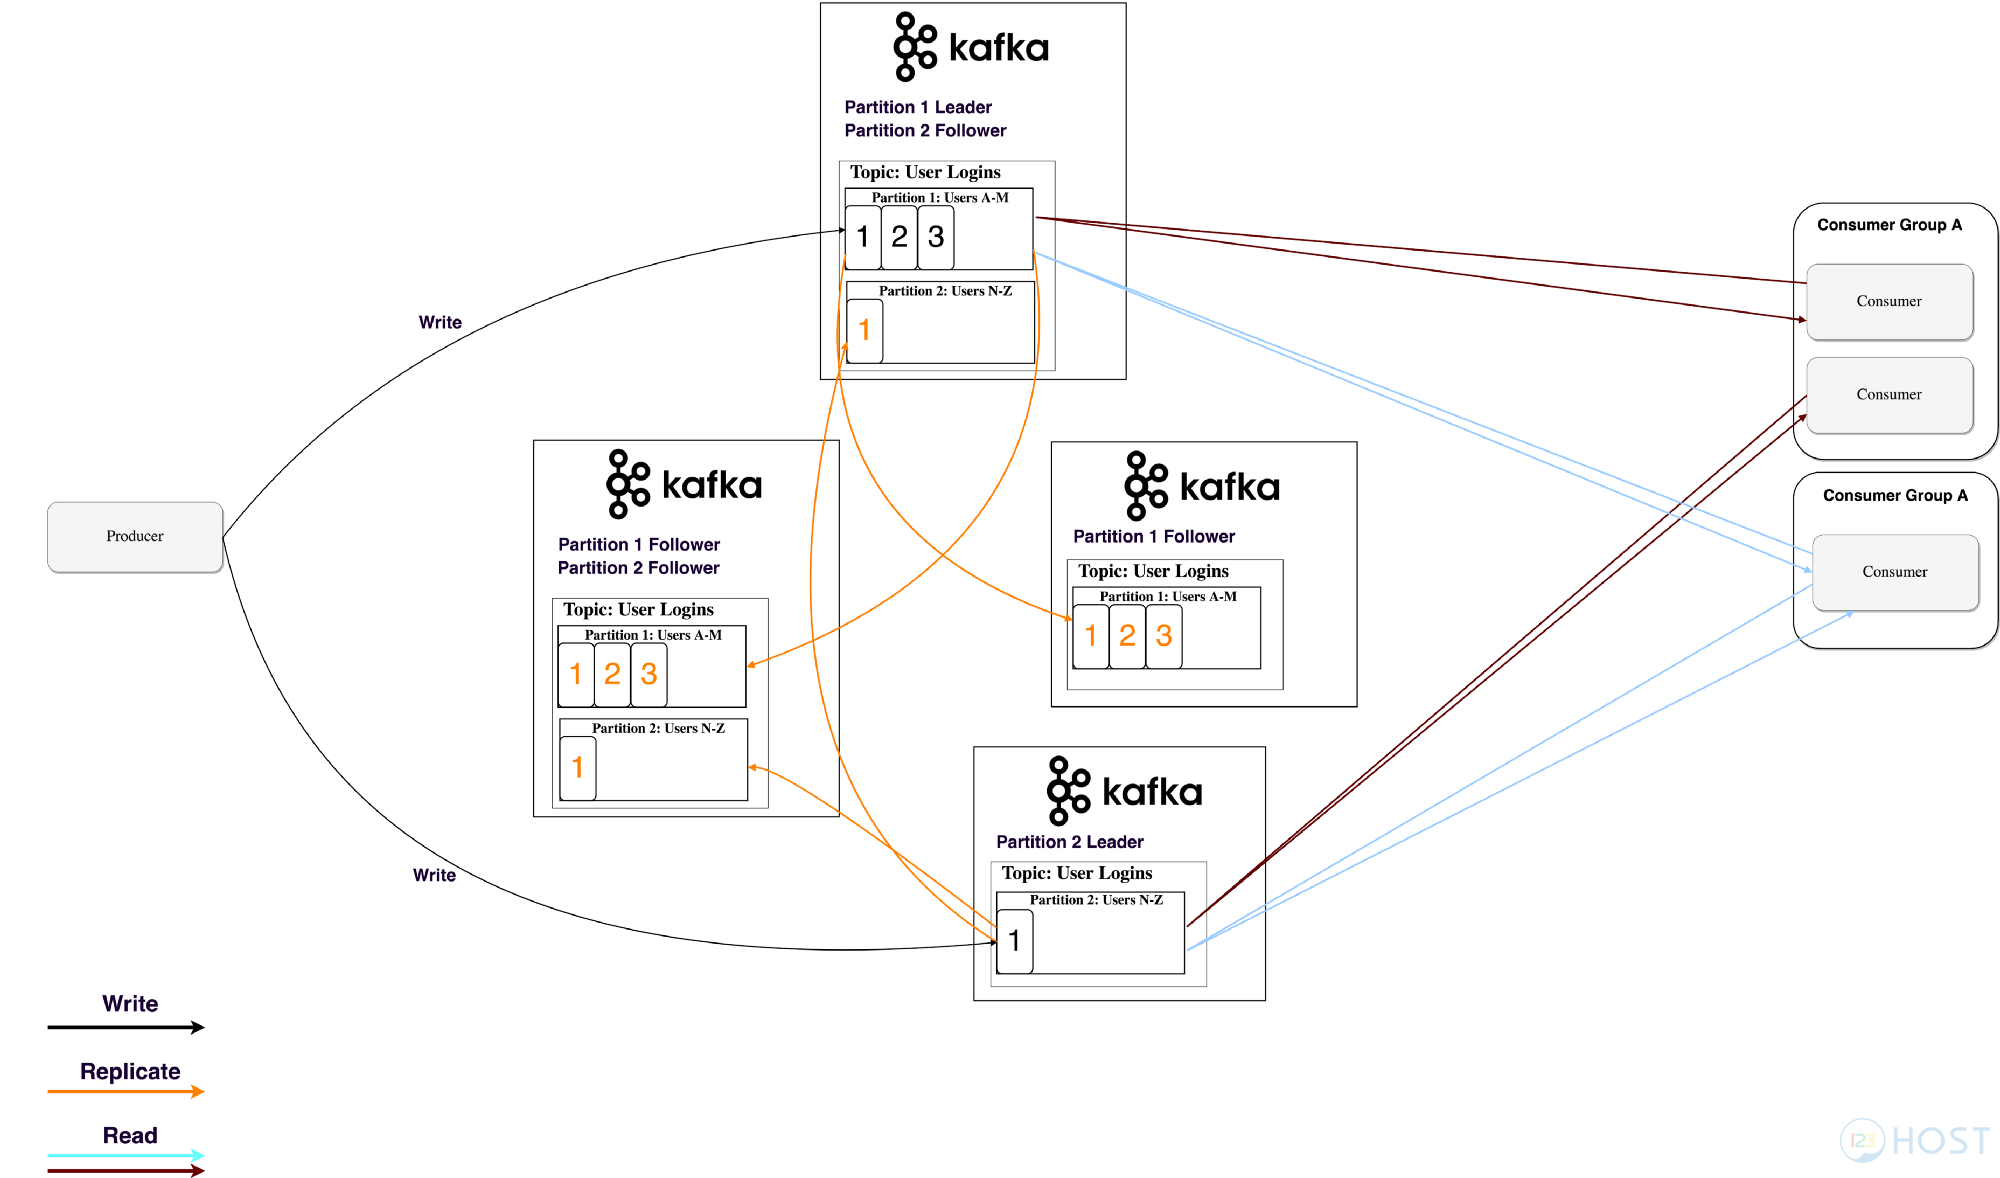 kafka
Partition 1 Leader
Partition 2 Follower
Topic: User Logins
Partition 1: Users A-M
1 2 3
Partition 2: Users N-Z
1
Write
Producer
Write
kafka
Partition 1 Follower
Partition 2 Follower
Topic: User Logins
Partition 1: Users A-M
1 2 3
Partition 2: Users N-Z
1
kafka
Partition 1 Follower
Topic: User Logins
Partition 1: Users A-M
1 2 3
kafka
Partition 2 Leader
Topic: User Logins
Partition 2: Users N-Z
1
Consumer Group A
Consumer
Consumer
Consumer Group A
Consumer
Write
Replicate
Read
123 HOST